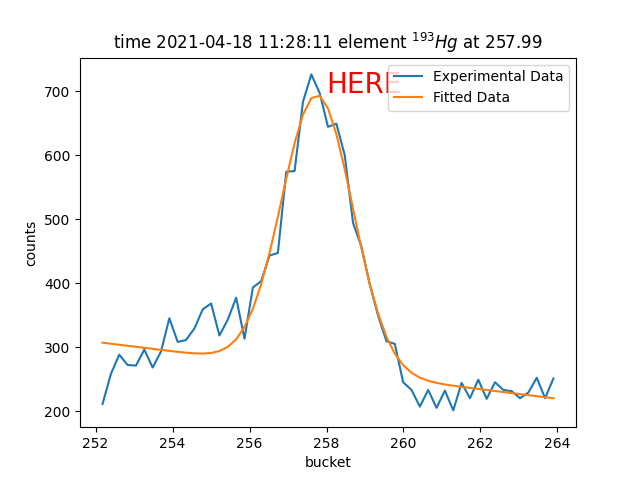 time 2021-04-18 11:28:11 element ¹⁹³Hg at 257.99
HERE
Experimental Data
Fitted Data
700
600
500
400
300
200
counts
252 254 256 258 260 262 264
bucket